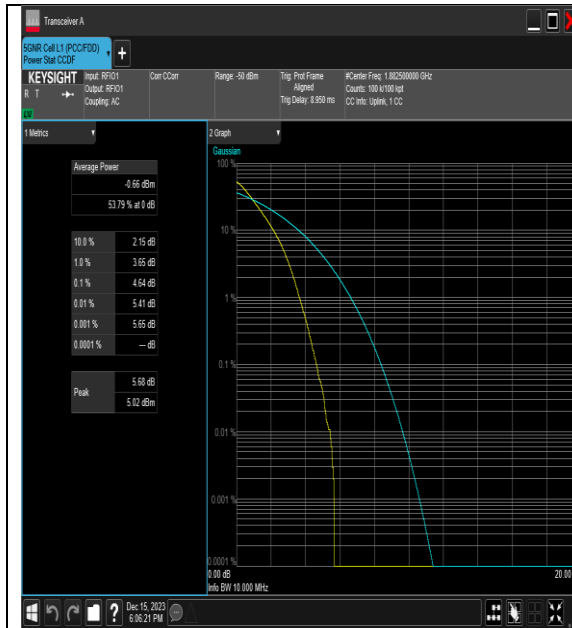 Transceiver A
5GNR Cell L1 (PCC/FDD)
Power Stat CCDF
+
KEYSIGHT
R T
LXI
Input: RFIO1
Output: RFIO1
Coupling: AC
Corr CCorr
Range: -50 dBm
Trig: Prot Frame
Aligned
Trig Delay: 8.950 ms
#Center Freq: 1.882500000 GHz
Counts: 100 k/100 kpt
CC Info: Uplink, 1 CC
1 Metrics
Average Power
-0.66 dBm
53.79 % at 0 dB
10.0 % 2.15 dB
1.0 % 3.65 dB
0.1 % 4.64 dB
0.01 % 5.41 dB
0.001 % 5.65 dB
0.0001 % --- dB
Peak
5.68 dB
5.02 dBm
2 Graph
Gaussian
100 %
10 %
1 %
0.1 %
0.01 %
0.001 %
0.0001 %
0.00 dB
20.00
Info BW 10.000 MHz
?
Dec 15, 2023
6:06:21 PM